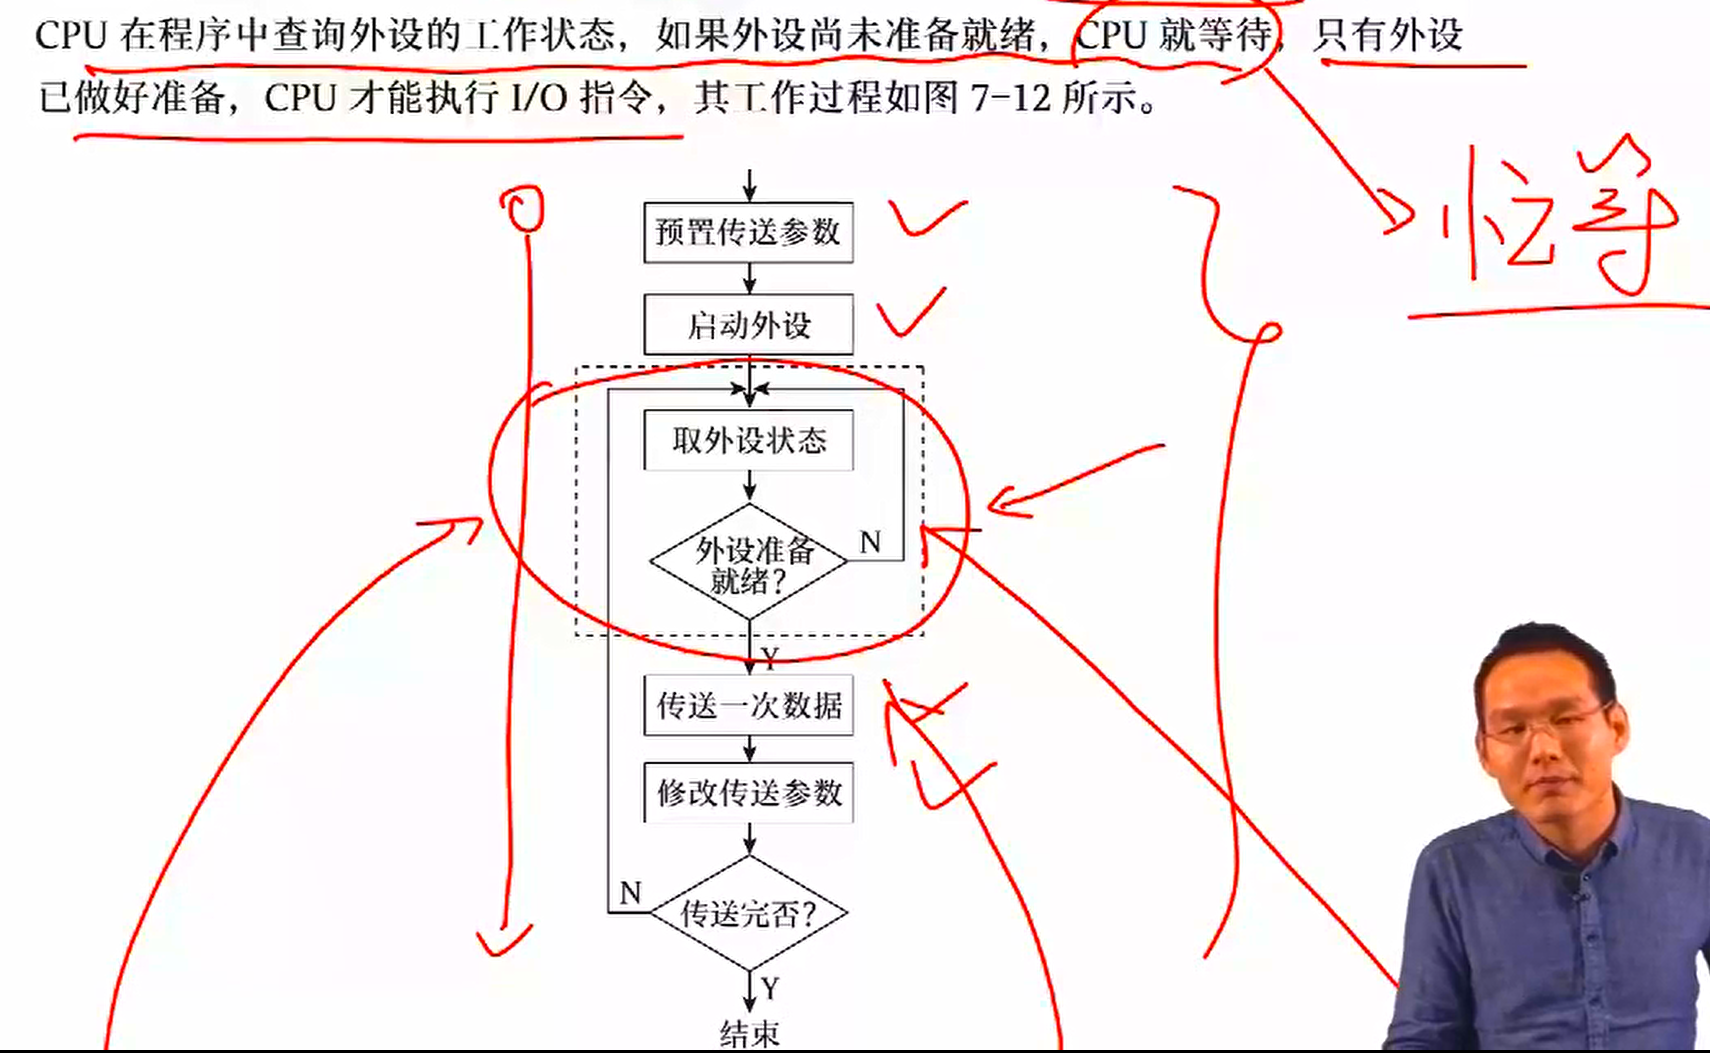 CPU 在程序中查询外设的工作状态，如果外设尚未准备就绪，CPU 就等待，只有外设
已做好准备，CPU 才能执行 I/O 指令，其工作过程如图 7-12 所示。
忙等
预置传送参数
启动外设
取外设状态
外设准备
就绪？
N
Y
传送一次数据
修改传送参数
传送完否？
N
Y
结束